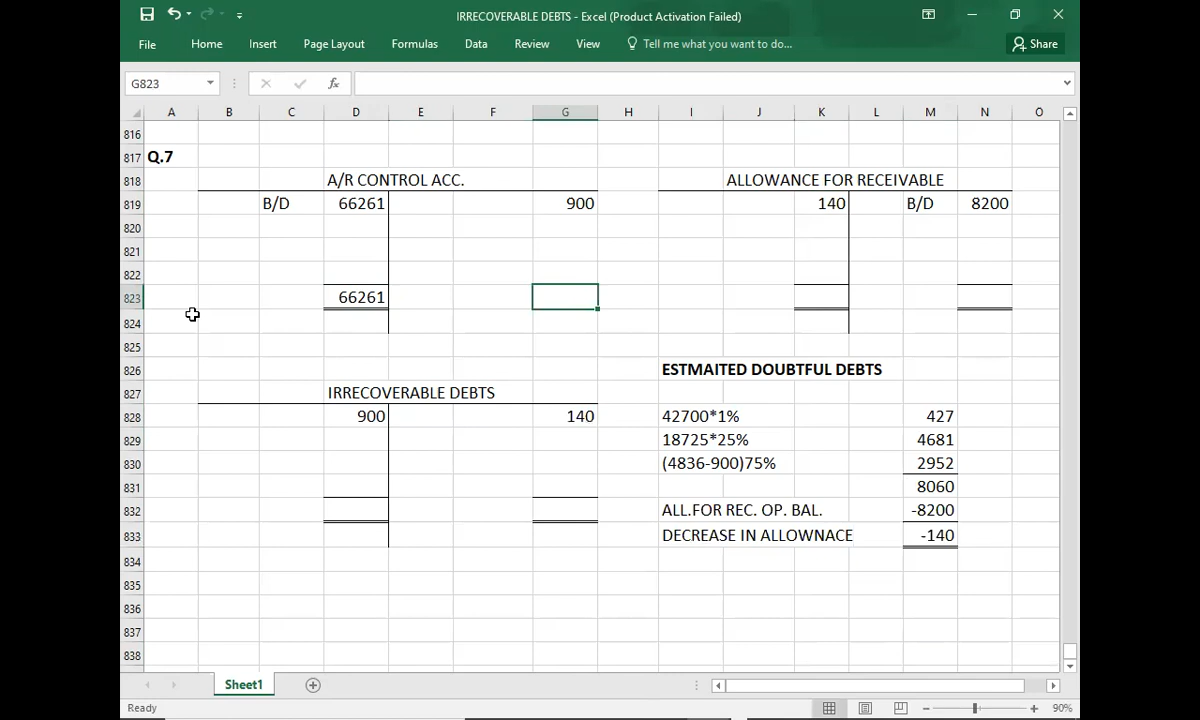 IRRECOVERABLE DEBTS - Excel (Product Activation Failed)
File Home Insert Page Layout Formulas Data Review View Tell me what you want to do... Share
G823 fx
A B C D E F G H I J K L M N O
816
817 Q.7
818 A/R CONTROL ACC. ALLOWANCE FOR RECEIVABLE
819 B/D 66261 900 140 B/D 8200
820
821
822
823 66261
824
825
826 ESTMAITED DOUBTFUL DEBTS
827 IRRECOVERABLE DEBTS
828 900 140 42700*1% 427
829 18725*25% 4681
830 (4836-900)75% 2952
831 8060
832 ALL.FOR REC. OP. BAL. -8200
833 DECREASE IN ALLOWNACE -140
834
835
836
837
838
Sheet1
Ready 90%